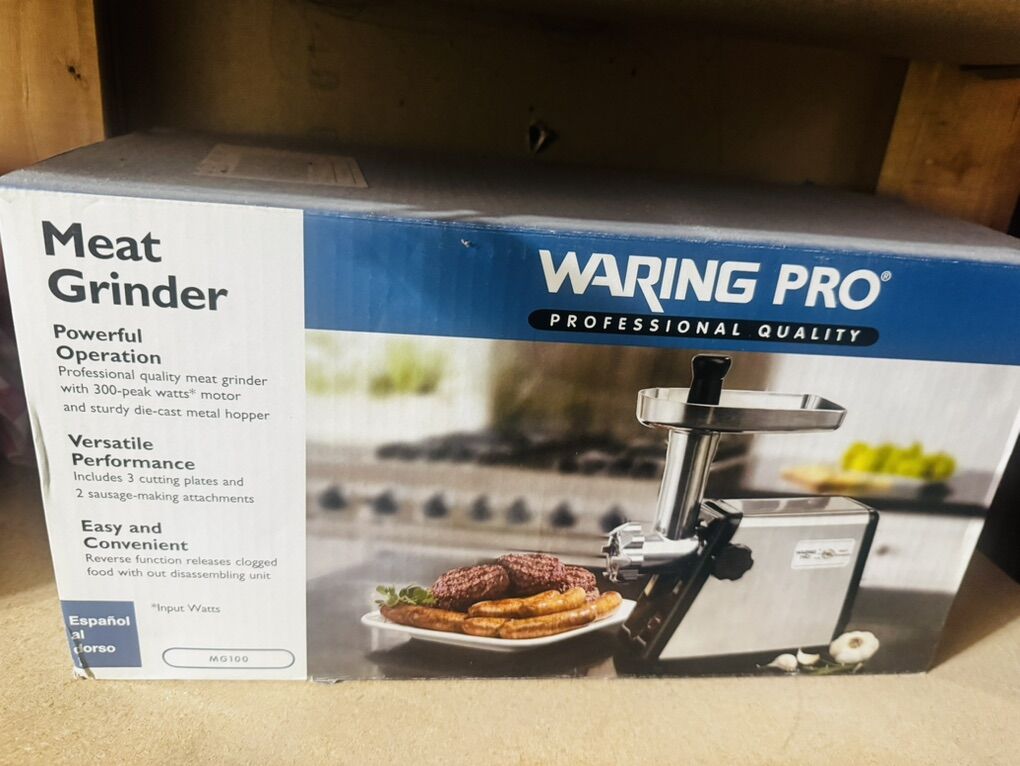 Meat
Grinder
Powerful
Operation
Professional quality meat grinder
with 300-peak watts* motor
and sturdy die-cast metal hopper
Versatile
Performance
Includes 3 cutting plates and
2 sausage-making attachments
Easy and
Convenient
Reverse function releases clogged
food with out disassembling unit
*Input Watts
Español
al
dorso
MG100
WARING PRO®
PROFESSIONAL QUALITY
WARING
PRO